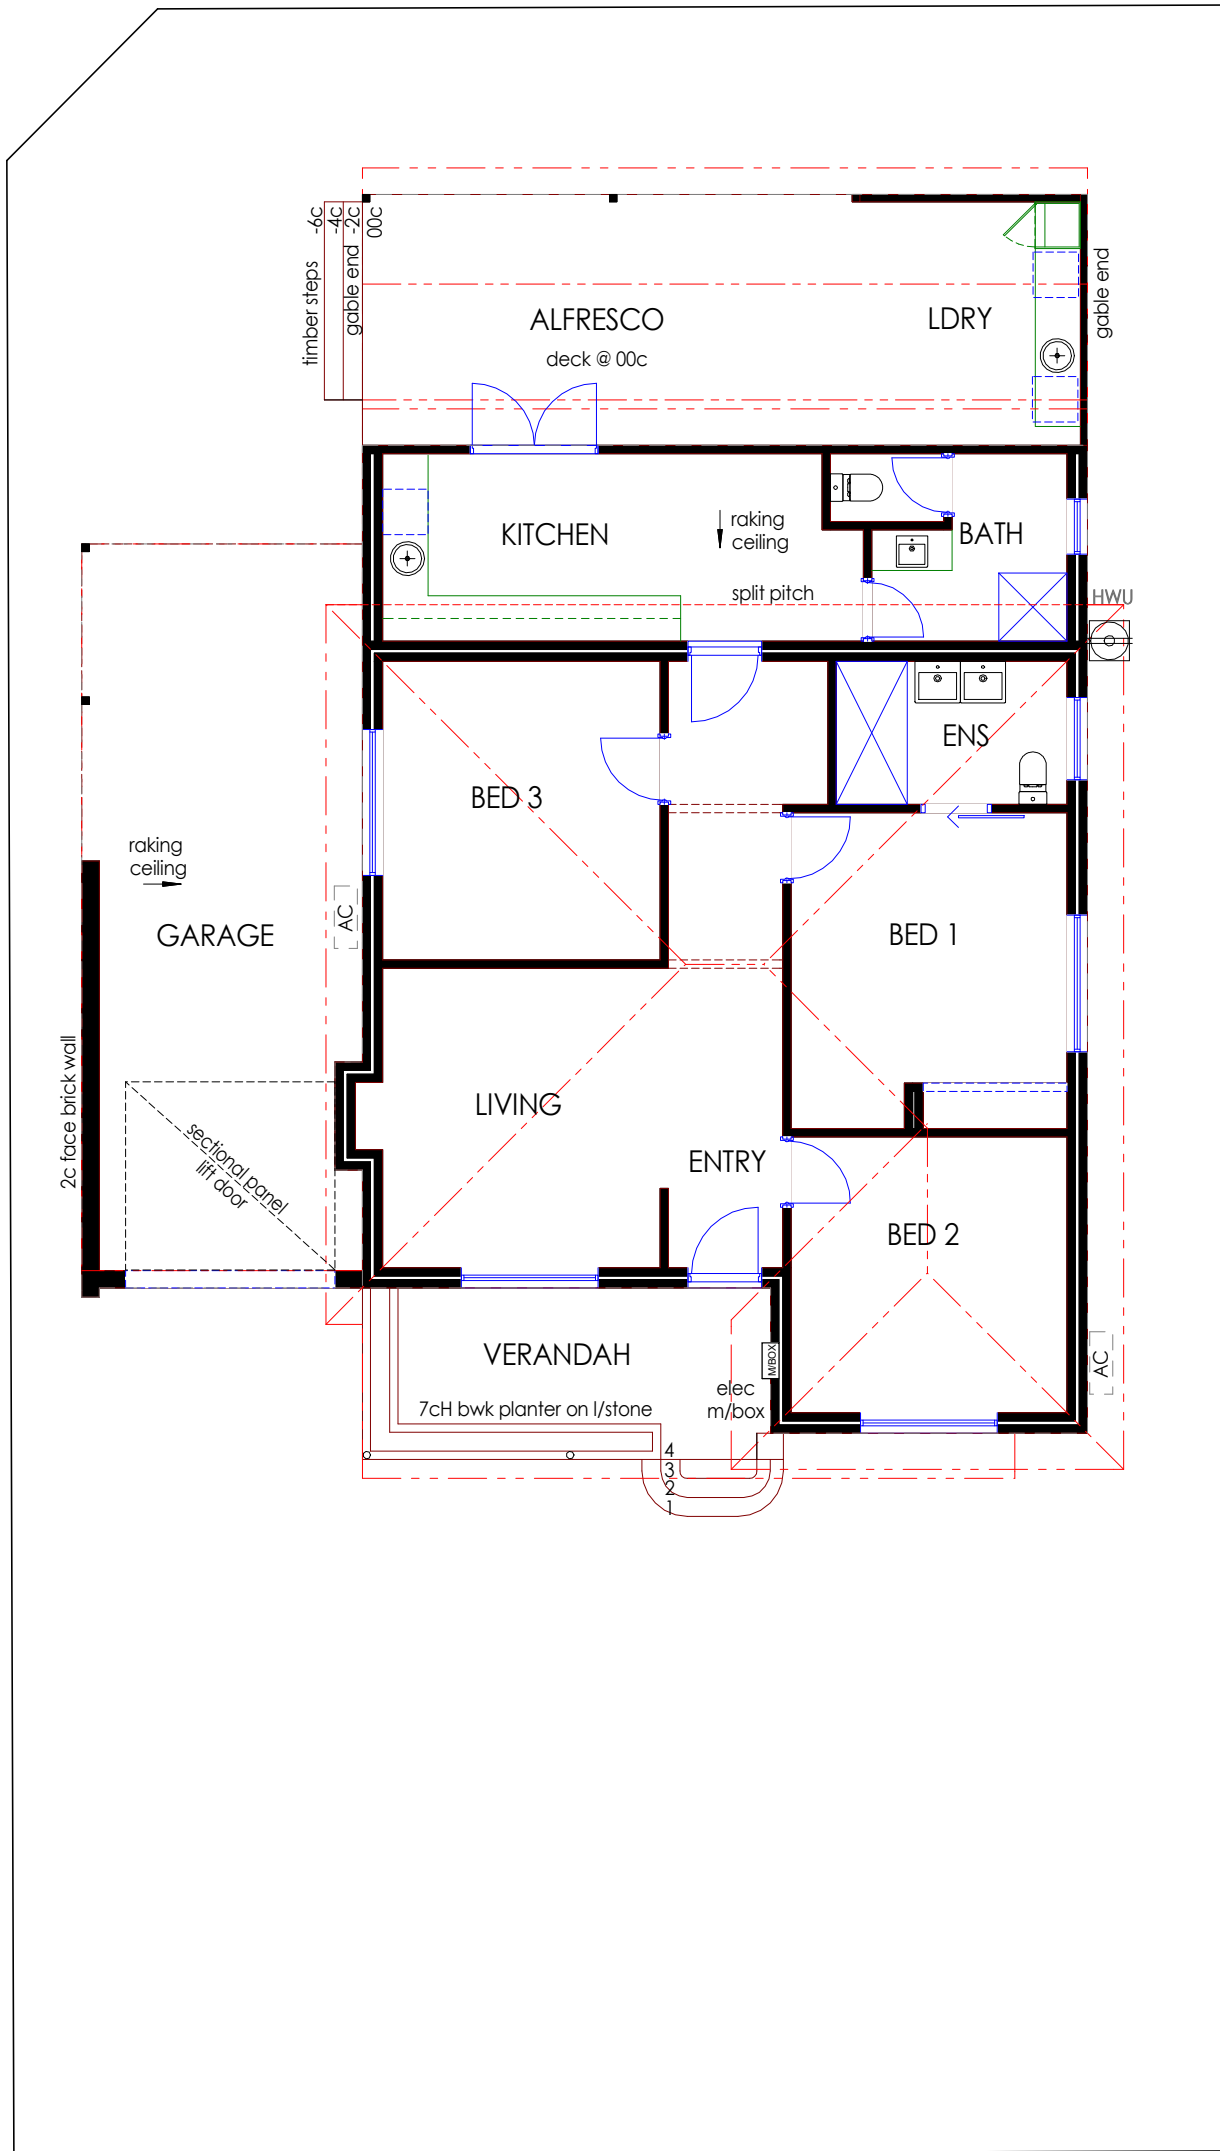 -6c
-4c
-2c
00c
timber steps
gable end
ALFRESCO
deck @ 00c
LDRY
gable end
KITCHEN
raking
ceiling
split pitch
BATH
HWU
ENS
BED 3
raking
ceiling
GARAGE
AC
BED 1
2c face brick wall
sectional panel
lift door
LIVING
ENTRY
BED 2
VERANDAH
M/BOX
elec
m/box
7cH bwk planter on l/stone
AC
4
3
2
1